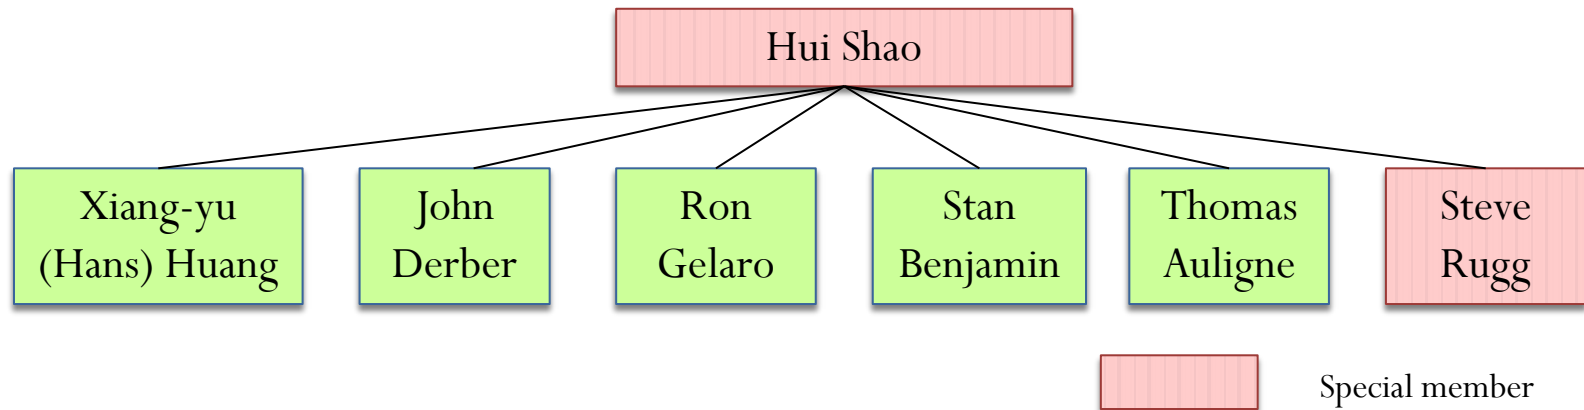 Hui Shao
Xiang-yu
(Hans) Huang
John
Derber
Ron
Gelaro
Stan
Benjamin
Thomas
Auligne
Steve
Rugg
Special member